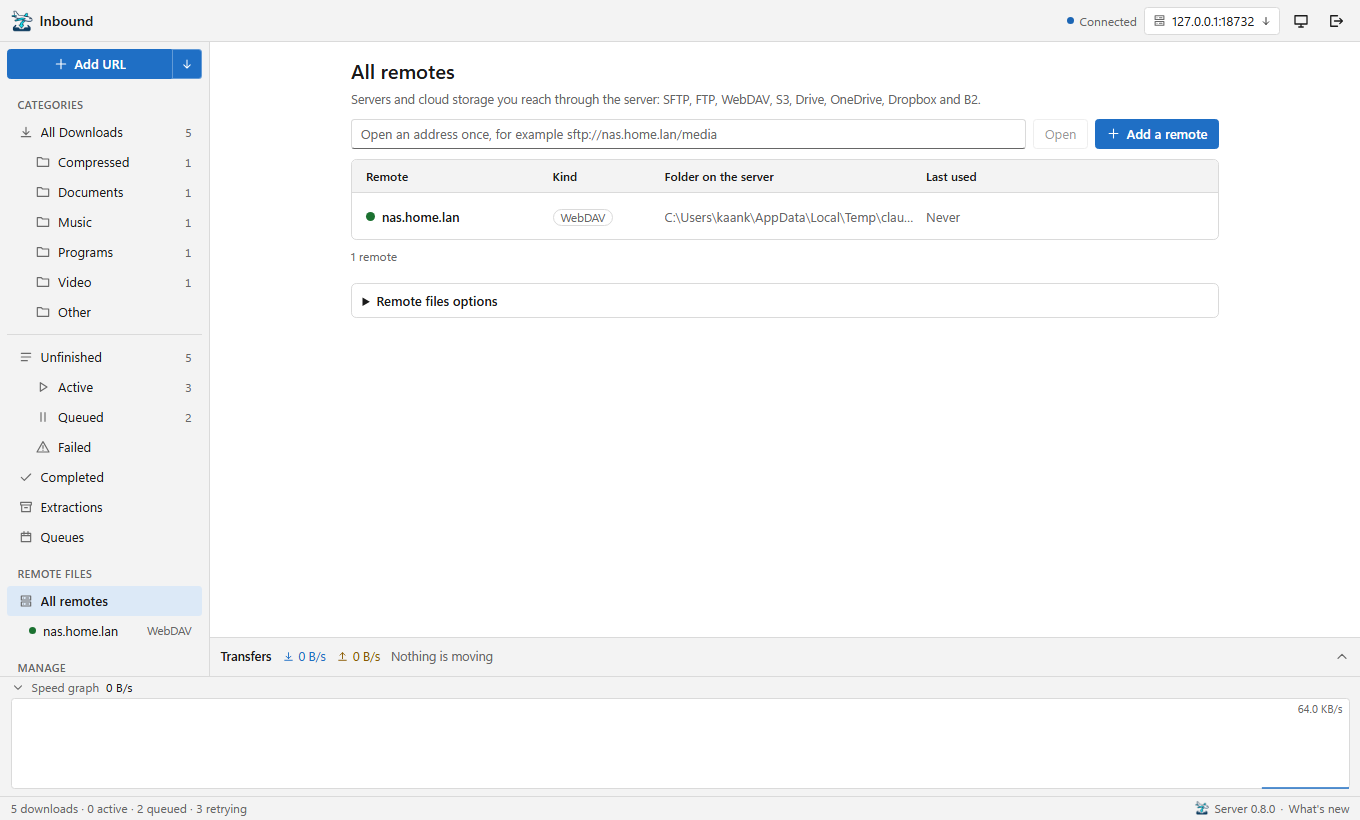 Inbound
Connected
127.0.0.1:18732
Add URL
CATEGORIES
All Downloads 5
Compressed 1
Documents 1
Music 1
Programs 1
Video 1
Other
Unfinished 5
Active 3
Queued 2
Failed
Completed
Extractions
Queues
REMOTE FILES
All remotes
nas.home.lan WebDAV
MANAGE
All remotes
Servers and cloud storage you reach through the server: SFTP, FTP, WebDAV, S3, Drive, OneDrive, Dropbox and B2.
Open an address once, for example sftp://nas.home.lan/media
Open
Add a remote
Remote Kind Folder on the server Last used
nas.home.lan WebDAV C:\Users\kaank\AppData\Local\Temp\clau... Never
1 remote
Remote files options
Transfers 0 B/s 0 B/s Nothing is moving
Speed graph 0 B/s
64.0 KB/s
5 downloads · 0 active · 2 queued · 3 retrying
Server 0.8.0 · What's new